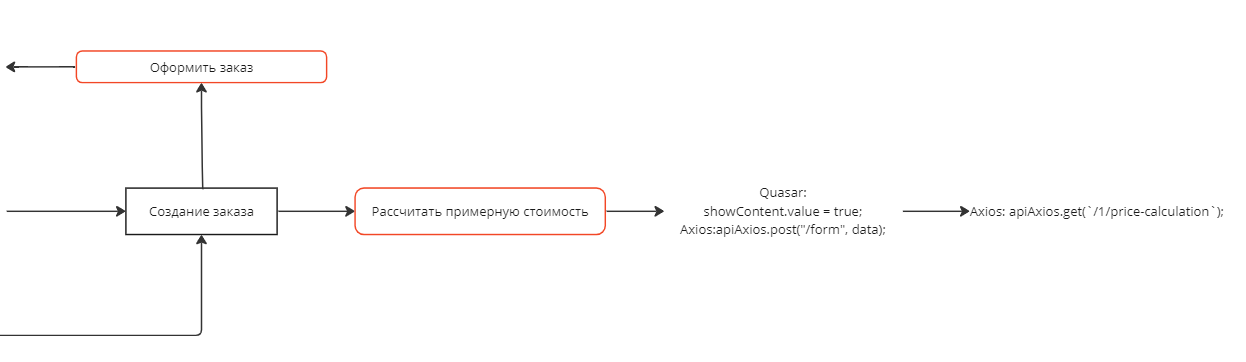 Оформить заказ
Создание заказа
Рассчитать примерную стоимость
Quasar:
showContent.value = true;
Axios:apiAxios.post("/form", data);
Axios: apiAxios.get(`/1/price-calculation`);